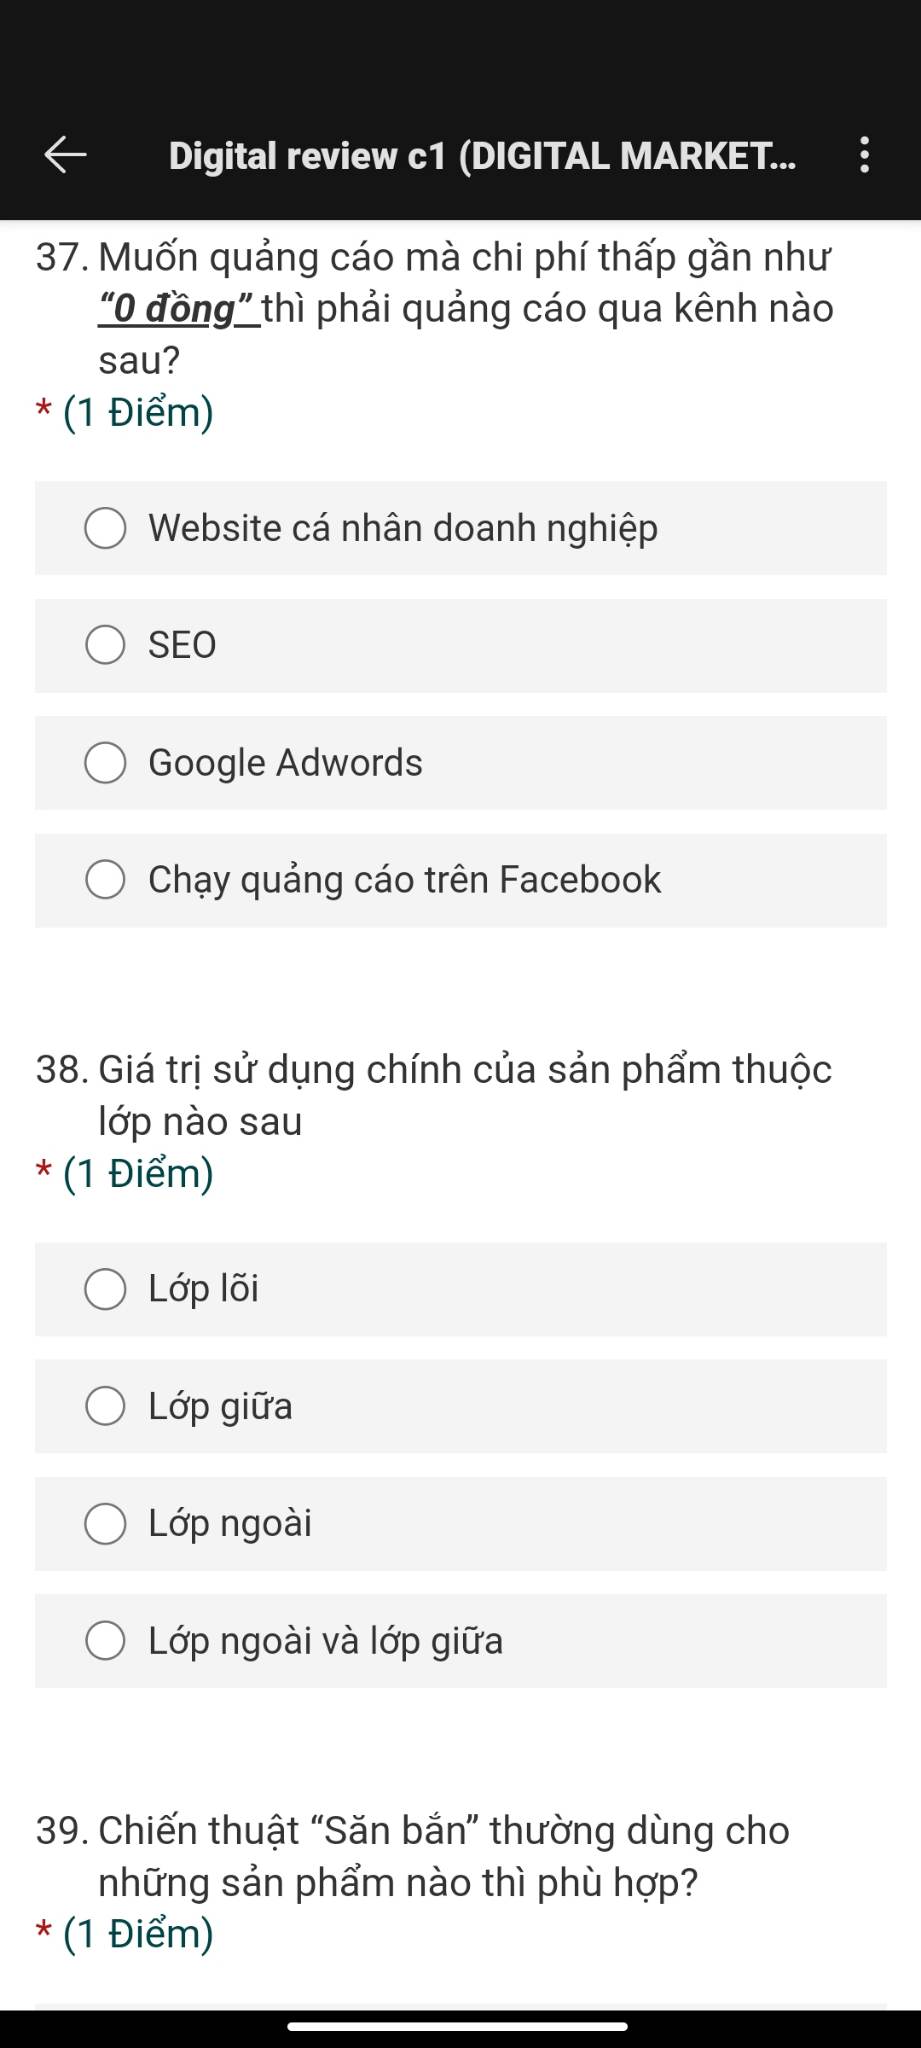 Digital review c1 (DIGITAL MARKET...
37. Muốn quảng cáo mà chi phí thấp gần như
“0 đồng” thì phải quảng cáo qua kênh nào
sau?
* (1 Điểm)
Website cá nhân doanh nghiệp
SEO
Google Adwords
Chạy quảng cáo trên Facebook
38. Giá trị sử dụng chính của sản phẩm thuộc
lớp nào sau
* (1 Điểm)
Lớp lõi
Lớp giữa
Lớp ngoài
Lớp ngoài và lớp giữa
39. Chiến thuật “Săn bắn” thường dùng cho
những sản phẩm nào thì phù hợp?
* (1 Điểm)